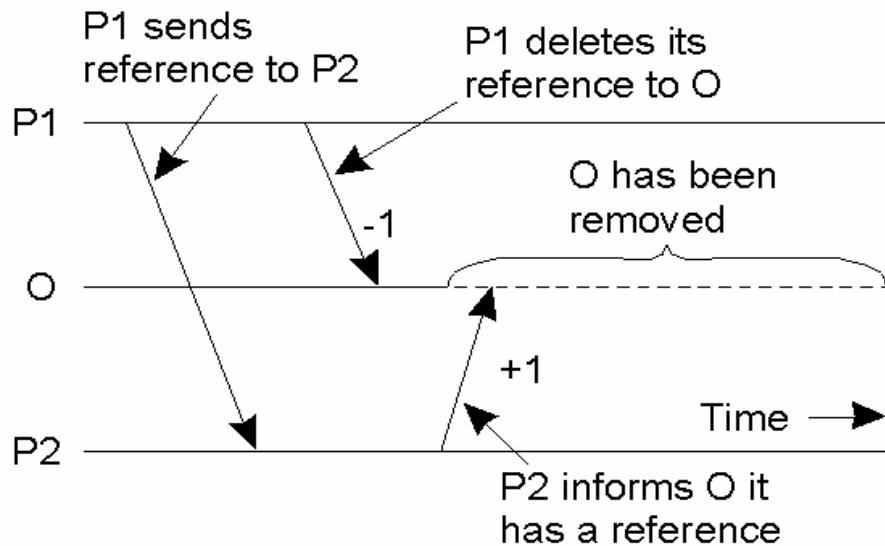 P1 sends
reference to P2
P1 deletes its
reference to O
P1
O has been
removed
-1
O
+1
Time
P2
P2 informs O it
has a reference